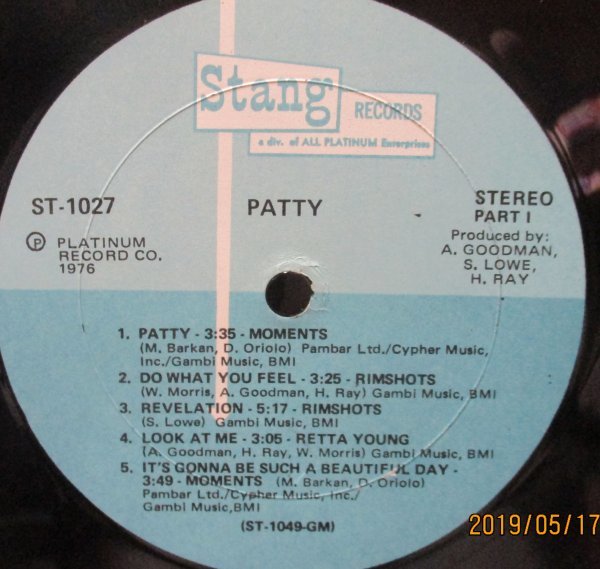 Stang
RECORDS
a div. of ALL PLATINUM Enterprises
ST-1027
PATTY
STEREO
PART I
Ⓟ PLATINUM
RECORD CO.
1976
Produced by:
A. GOODMAN,
S. LOWE,
H. RAY
1. PATTY - 3:35 - MOMENTS
(M. Barkan, D. Oriolo) Pambar Ltd./Cypher Music,
Inc./Gambi Music, BMI
2. DO WHAT YOU FEEL - 3:25 - RIMSHOTS
(W. Morris, A. Goodman, H. Ray) Gambi Music, BMI
3. REVELATION - 5:17 - RIMSHOTS
(S. Lowe) Gambi Music, BMI
4. LOOK AT ME - 3:05 - RETTA YOUNG
(A. Goodman, H. Ray, W. Morris) Gambi Music, BMI
5. IT'S GONNA BE SUCH A BEAUTIFUL DAY -
3:49 - MOMENTS (M. Barkan, D. Oriolo)
Pambar Ltd./Cypher Music, Inc./
Gambi Music, BMI
(ST-1049-GM)
2019/05/17